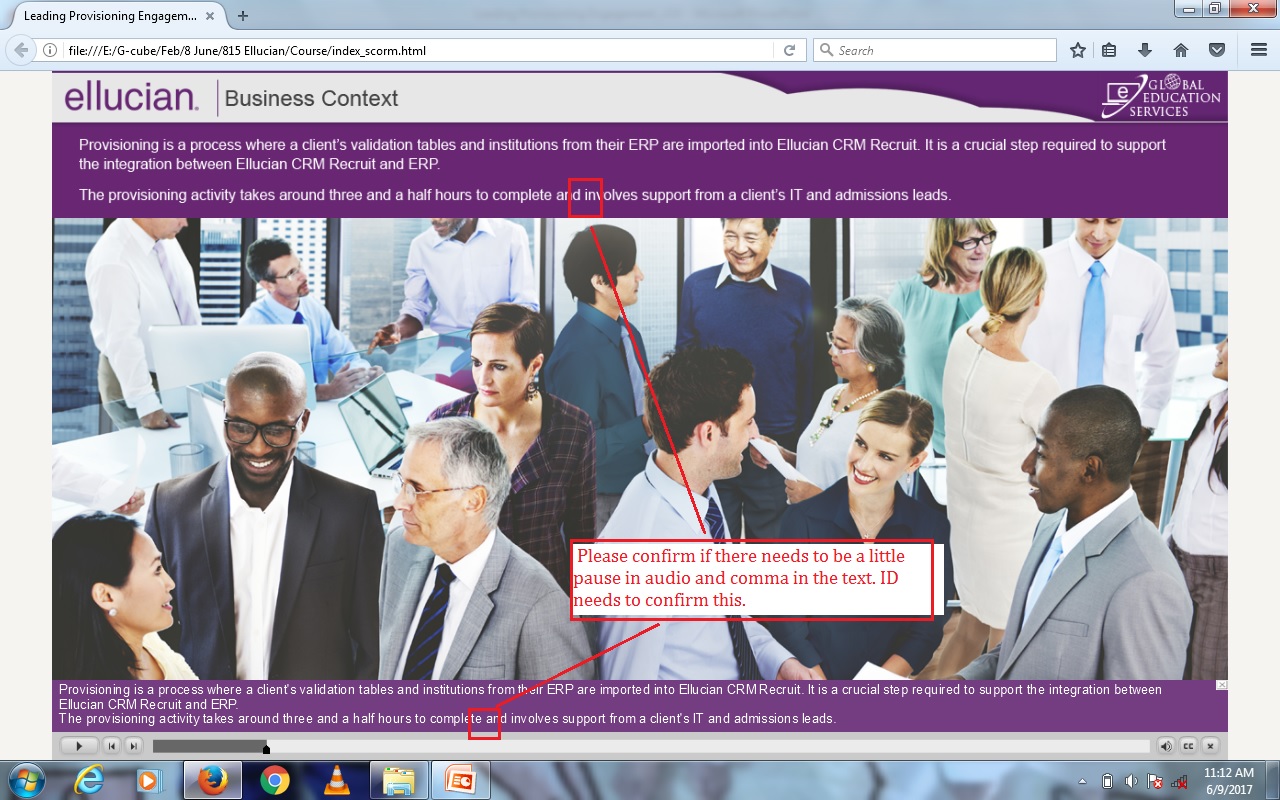 Leading Provisioning Engagem...
file:///E:/G-cube/Feb/8 June/815 Ellucian/Course/index_scorm.html
Search
ellucian.
Business Context
GLOBAL
EDUCATION
SERVICES
Provisioning is a process where a client's validation tables and institutions from their ERP are imported into Ellucian CRM Recruit. It is a crucial step required to support
the integration between Ellucian CRM Recruit and ERP.
The provisioning activity takes around three and a half hours to complete and involves support from a client's IT and admissions leads.
Please confirm if there needs to be a little
pause in audio and comma in the text. ID
needs to confirm this.
Provisioning is a process where a client's validation tables and institutions from their ERP are imported into Ellucian CRM Recruit. It is a crucial step required to support the integration between
Ellucian CRM Recruit and ERP.
The provisioning activity takes around three and a half hours to complete and involves support from a client's IT and admissions leads.
CC
11:12 AM
6/9/2017